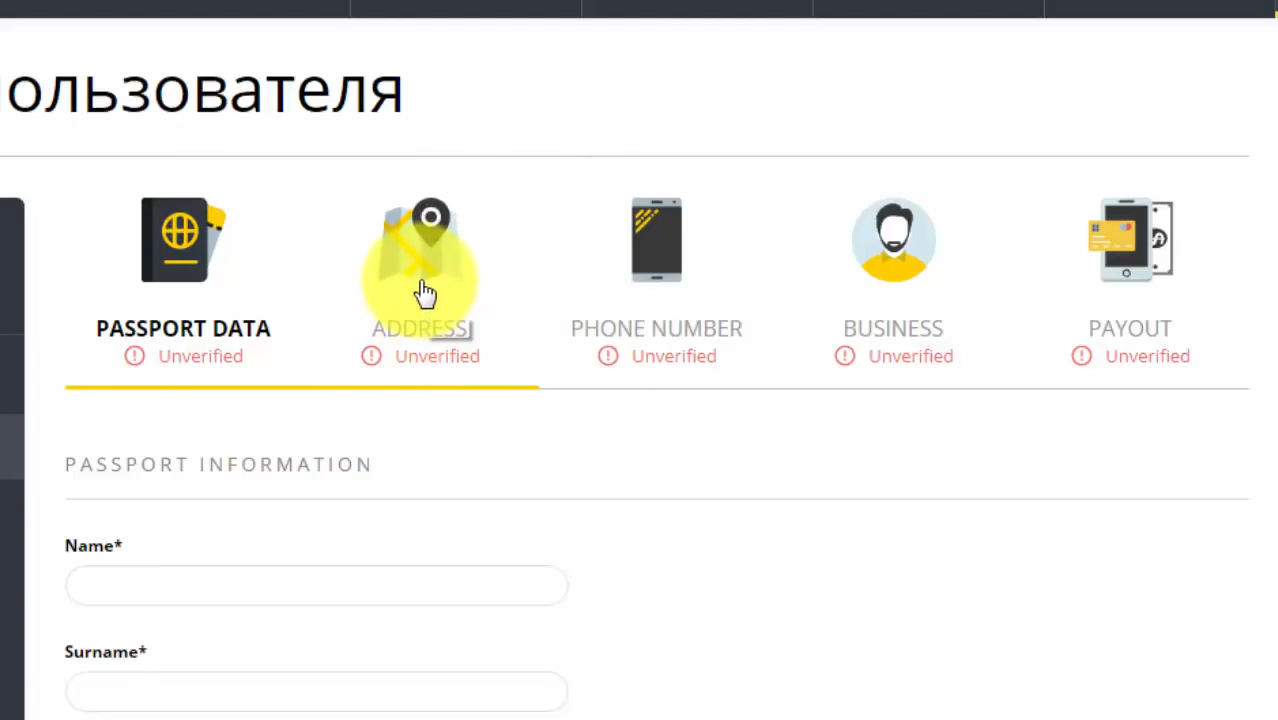 ользователя
PASSPORT DATA
Unverified
ADDRESS
Unverified
PHONE NUMBER
Unverified
BUSINESS
Unverified
PAYOUT
Unverified
PASSPORT INFORMATION
Name*
Surname*